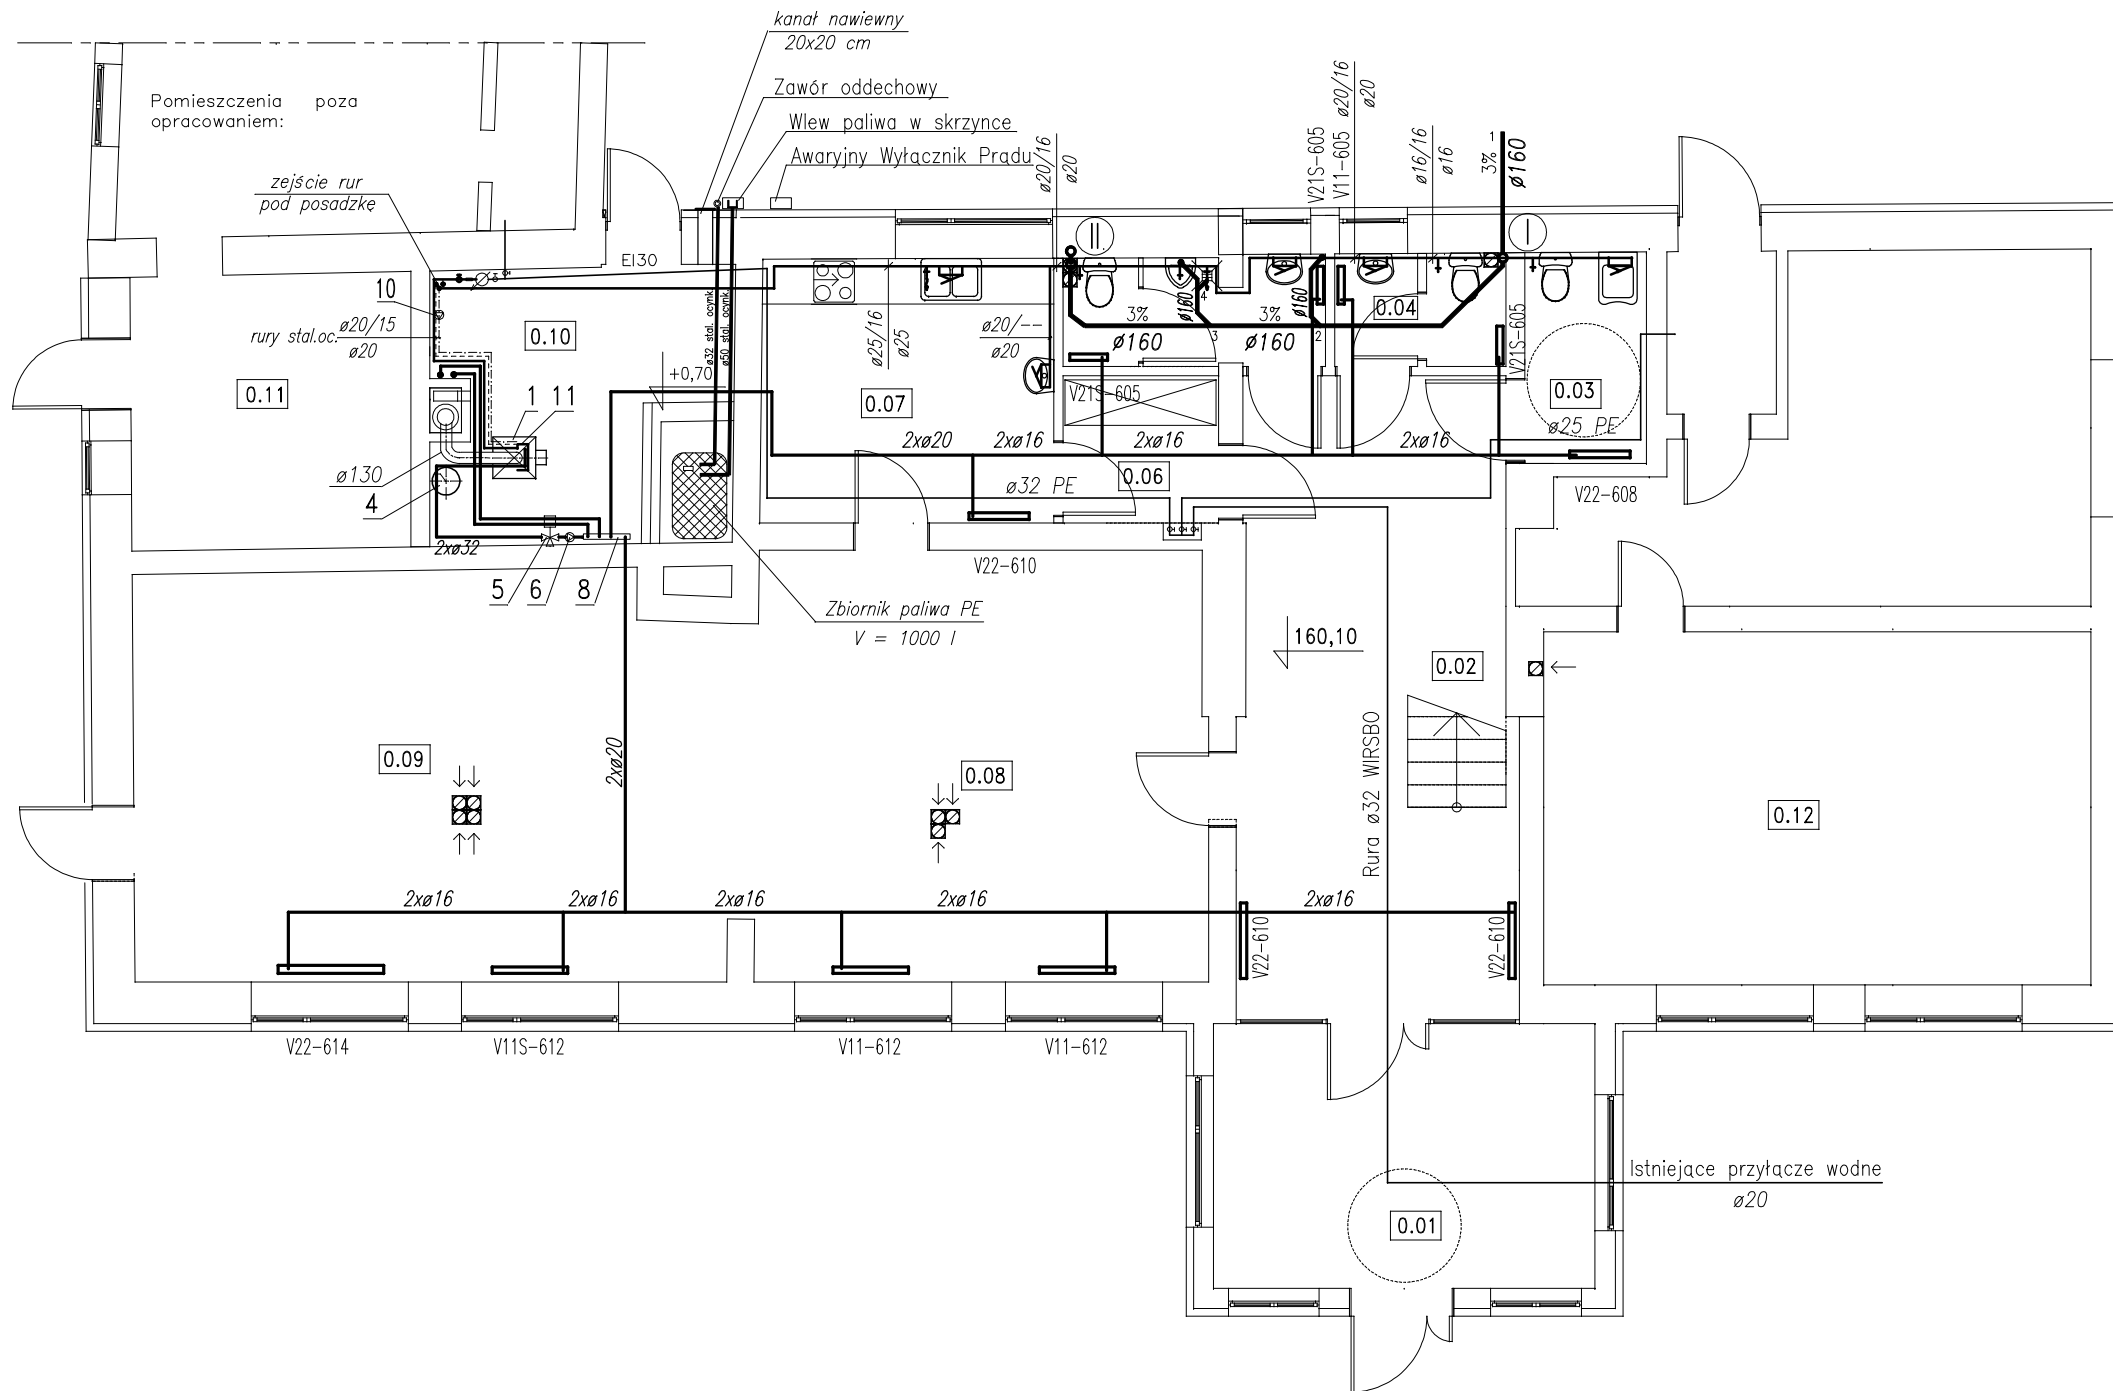 kanał nawiewny
20x20 cm
Zawór oddechowy
Wlew paliwa w skrzynce
Awaryjny Wyłącznik Prądu
Pomieszczenia poza
opracowaniem:
zejście rur
pod posadzkę
ø20/16
ø20
V21S-605
V11-605
ø20/16
ø20
ø16/16
ø16
1
3%
ø160
II
I
EI30
10
rury stal.oc.
ø20/15
ø20
0.10
ø32 stal. ocynk.
ø50 stal. ocynk.
+0,70
ø25/16
ø25
ø20/--
ø20
3%
ø160
ø160
4
3
3%
ø160
ø160
2
0.04
V21S-605
0.03
ø25 PE
0.11
1
11
0.07
V21S-605
2xø20
2xø16
2xø16
2xø16
ø130
4
0.06
ø32 PE
V22-608
2xø32
5
6
8
V22-610
Zbiornik paliwa PE
V = 1000 l
160,10
0.02
0.09
2xø20
0.08
Rura ø32 WIRSBO
0.12
2xø16
2xø16
2xø16
2xø16
2xø16
V22-610
V22-610
V22-614
V11S-612
V11-612
V11-612
Istniejące przyłącze wodne
ø20
0.01